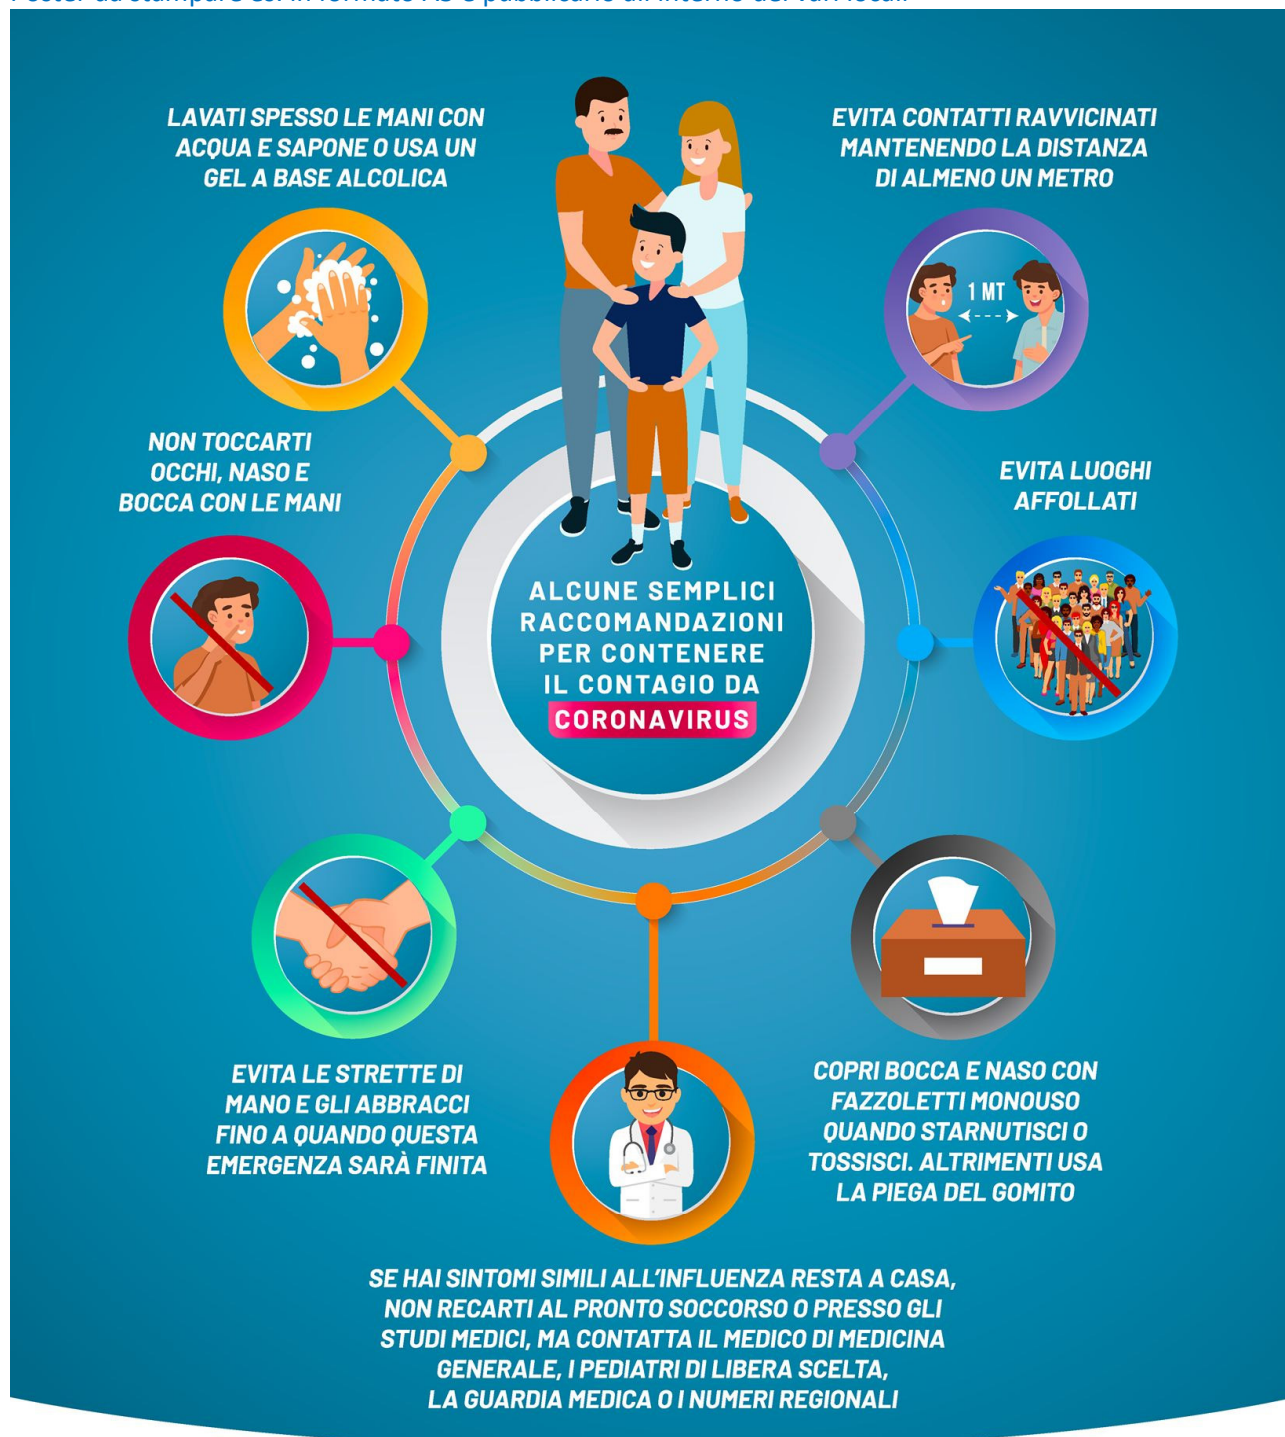 LAVATI SPESSO LE MANI CON
ACQUA E SAPONE O USA UN
GEL A BASE ALCOLICA
EVITA CONTATTI RAVVICINATI
MANTENENDO LA DISTANZA
DI ALMENO UN METRO
1 MT
NON TOCCARTI
OCCHI, NASO E
BOCCA CON LE MANI
EVITA LUOGHI
AFFOLLATI
ALCUNE SEMPLICI
RACCOMANDAZIONI
PER CONTENERE
IL CONTAGIO DA
CORONAVIRUS
EVITA LE STRETTE DI
MANO E GLI ABBRACCI
FINO A QUANDO QUESTA
EMERGENZA SARÀ FINITA
COPRI BOCCA E NASO CON
FAZZOLETTI MONOUSO
QUANDO STARNUTISCI O
TOSSISCI. ALTRIMENTI USA
LA PIEGA DEL GOMITO
SE HAI SINTOMI SIMILI ALL'INFLUENZA RESTA A CASA,
NON RECARTI AL PRONTO SOCCORSO O PRESSO GLI
STUDI MEDICI, MA CONTATTA IL MEDICO DI MEDICINA
GENERALE, I PEDIATRI DI LIBERA SCELTA,
LA GUARDIA MEDICA O I NUMERI REGIONALI